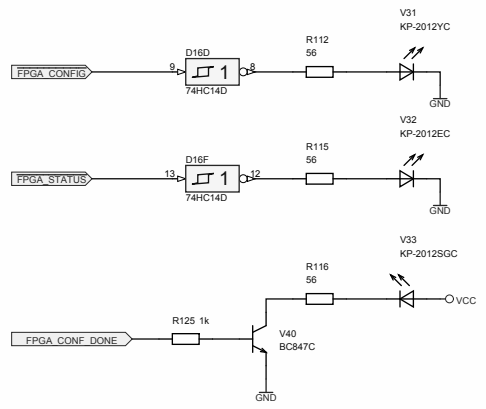 V31
KP-2012YC
R112
56
D16D
FPGA_CONFIG
9
1
8
74HC14D
GND
V32
KP-2012EC
R115
56
D16F
FPGA_STATUS
13
1
12
74HC14D
GND
V33
KP-2012SGC
R116
56
VCC
R125 1k
V40
BC847C
FPGA_CONF_DONE
GND